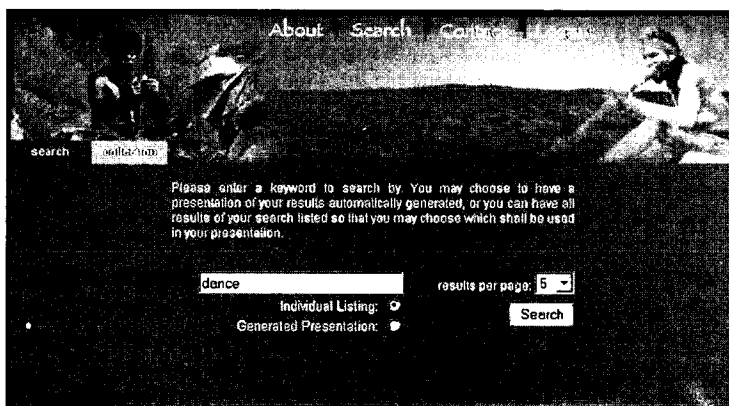 About Search Contact
search
Please enter a keyword to search by. You may choose to have a
presentation of your results automatically generated, or you can have all
results of your search listed so that you may choose which shall be used
in your presentation.
dance results per page: 5
Individual Listing:
Generated Presentation: Search